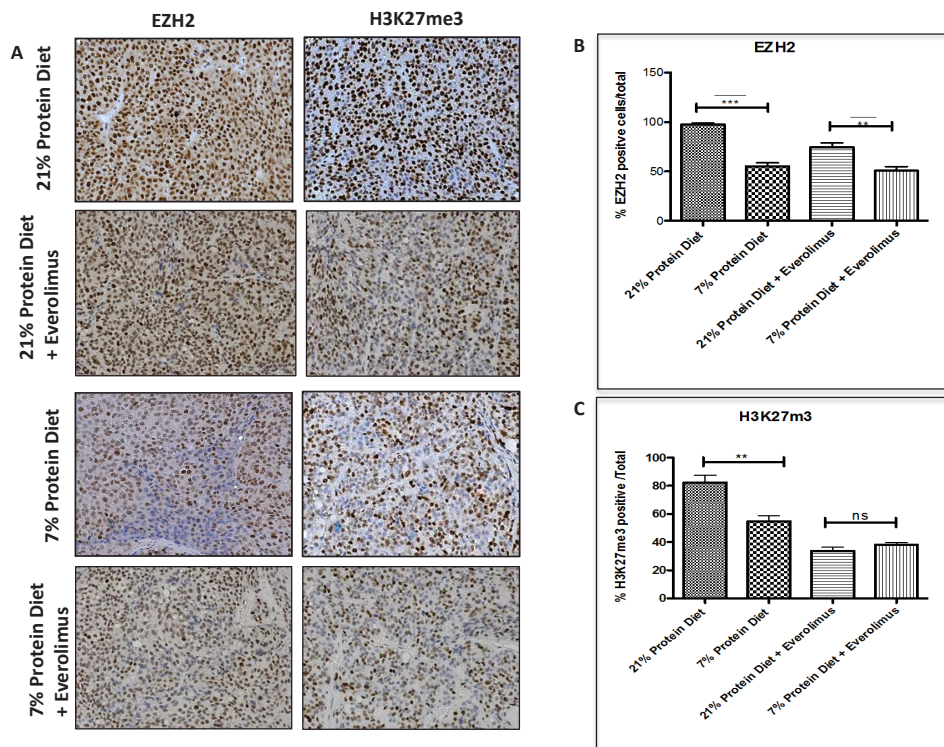 EZH2
H3K27me3
A
21% Protein Diet
21% Protein Diet
+ Everolimus
7% Protein Diet
7% Protein Diet
+ Everolimus
B
EZH2
% EZH2 positve cells/total
150
100
50
0
***
**
21% Protein Diet
7% Protein Diet
21% Protein Diet + Everolimus
7% Protein Diet + Everolimus
C
H3K27m3
% H3K27me3 positive /Total
100
80
60
40
20
0
**
ns
21% Protein Diet
7% Protein Diet
21% Protein Diet + Everolimus
7% Protein Diet + Everolimus